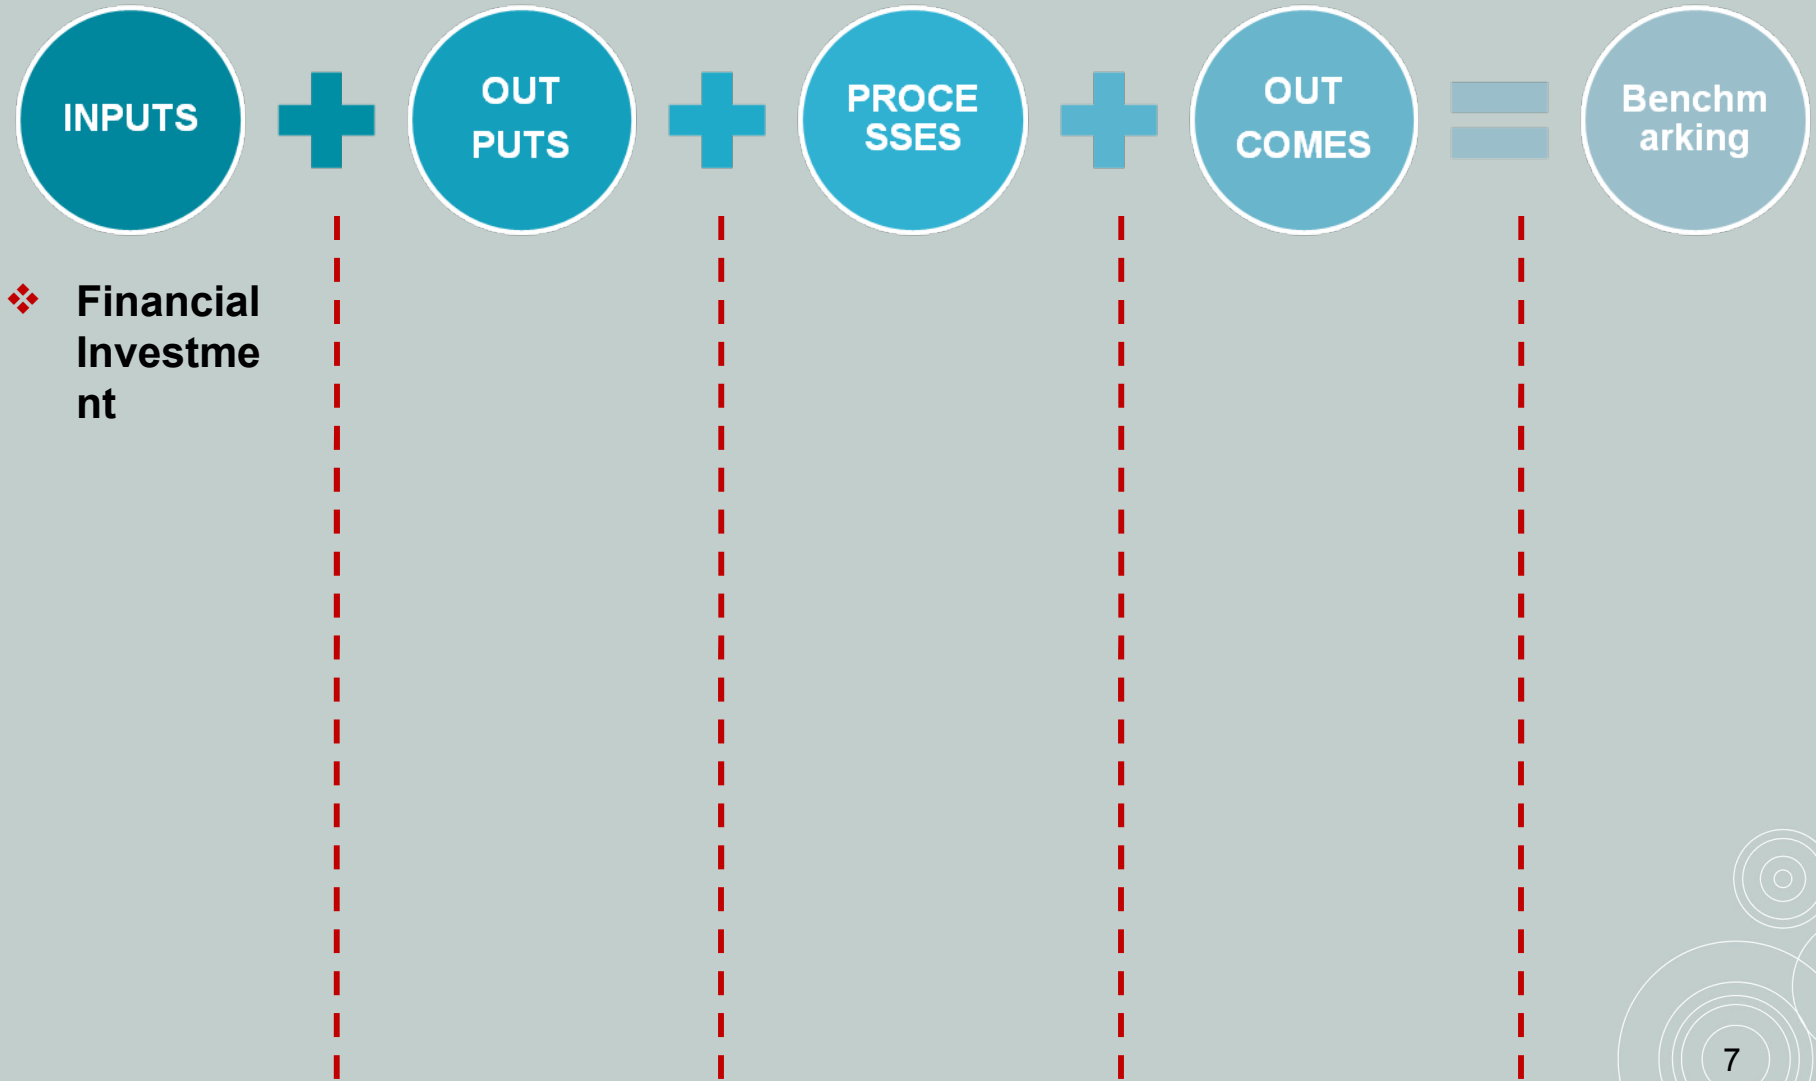 INPUTS
OUT
PUTS
PROCE
SSES
OUT
COMES
Benchm
arking
Financial
Investme
nt
7